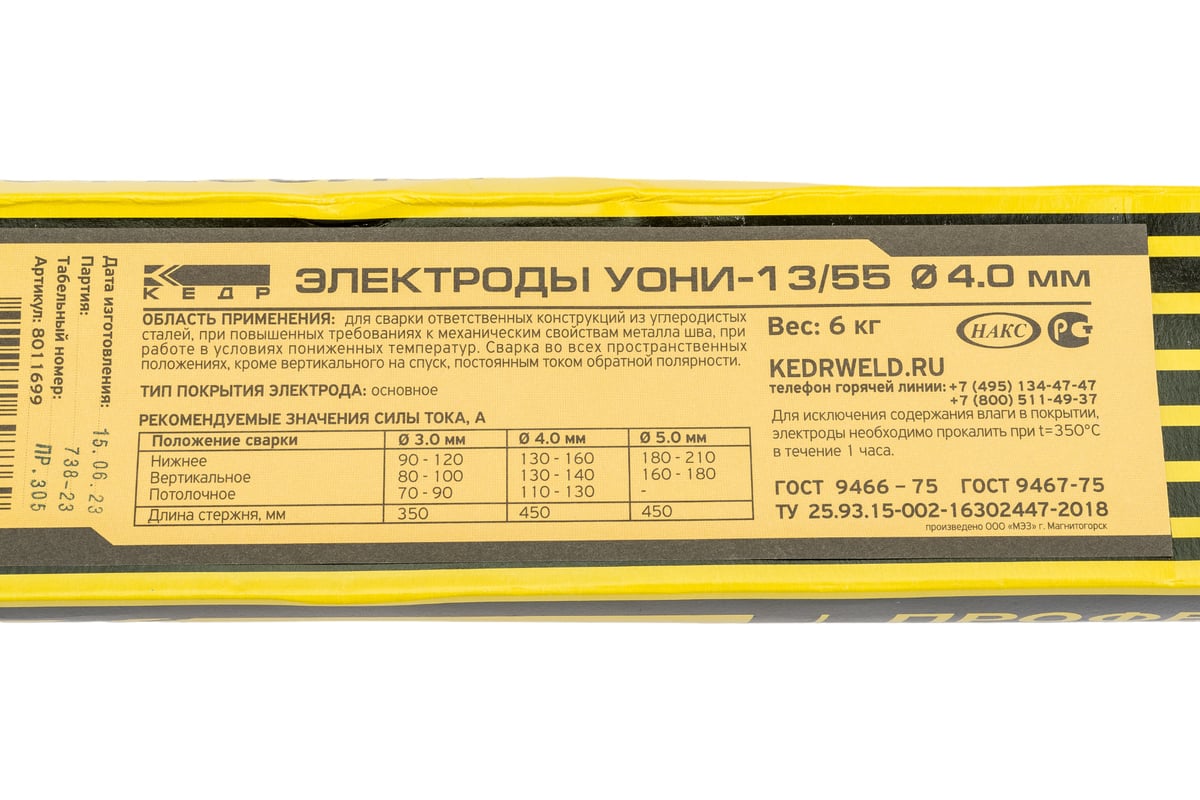 КЕДР
ЭЛЕКТРОДЫ УОНИ-13/55 Ø 4.0 мм
ОБЛАСТЬ ПРИМЕНЕНИЯ: для сварки ответственных конструкций из углеродистых
сталей, при повышенных требованиях к механическим свойствам металла шва, при
работе в условиях пониженных температур. Сварка во всех пространственных
положениях, кроме вертикального на спуск, постоянным током обратной полярности.
ТИП ПОКРЫТИЯ ЭЛЕКТРОДА: основное
РЕКОМЕНДУЕМЫЕ ЗНАЧЕНИЯ СИЛЫ ТОКА, А
Положение сварки Ø 3.0 мм Ø 4.0 мм Ø 5.0 мм
Нижнее 90 - 120 130 - 160 180 - 210
Вертикальное 80 - 100 130 - 140 160 - 180
Потолочное 70 - 90 110 - 130 -
Длина стержня, мм 350 450 450
Вес: 6 кг
НАКС
РСТ
KEDRWELD.RU
телефон горячей линии: +7 (495) 134-47-47
+7 (800) 511-49-37
Для исключения содержания влаги в покрытии,
электроды необходимо прокалить при t=350°C
в течение 1 часа.
ГОСТ 9466 – 75 ГОСТ 9467-75
ТУ 25.93.15-002-16302447-2018
произведено ООО «МЭЗ» г. Магнитогорск
Дата изготовления: 15.06.23
Партия: 738-23
Табельный номер: ПР.305
Артикул: 8011699
ПРОФЕ